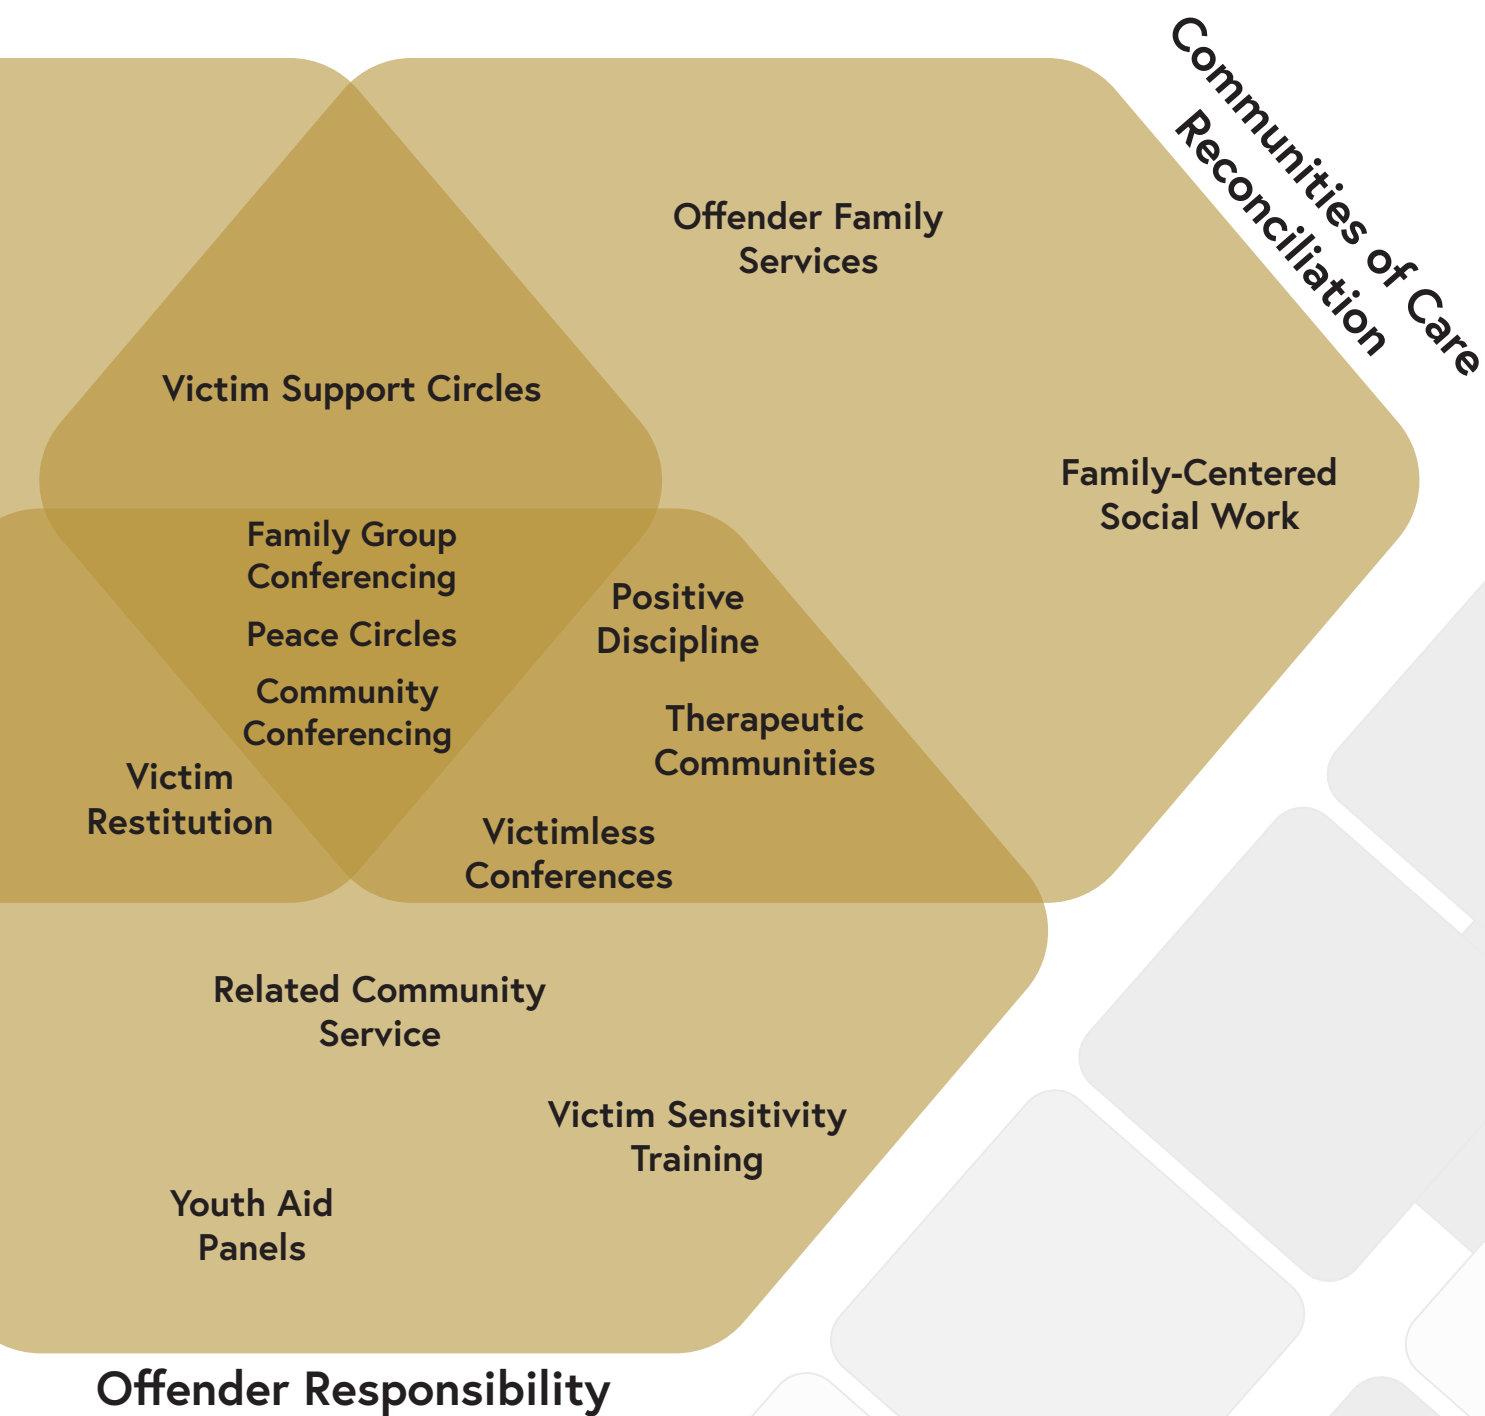 Communities of Care
Reconciliation
Offender Family
Services
Victim Support Circles
Family-Centered
Social Work
Family Group
Conferencing
Peace Circles
Community
Conferencing
Positive
Discipline
Therapeutic
Communities
Victim
Restitution
Victimless
Conferences
Related Community
Service
Victim Sensitivity
Training
Youth Aid
Panels
Offender Responsibility